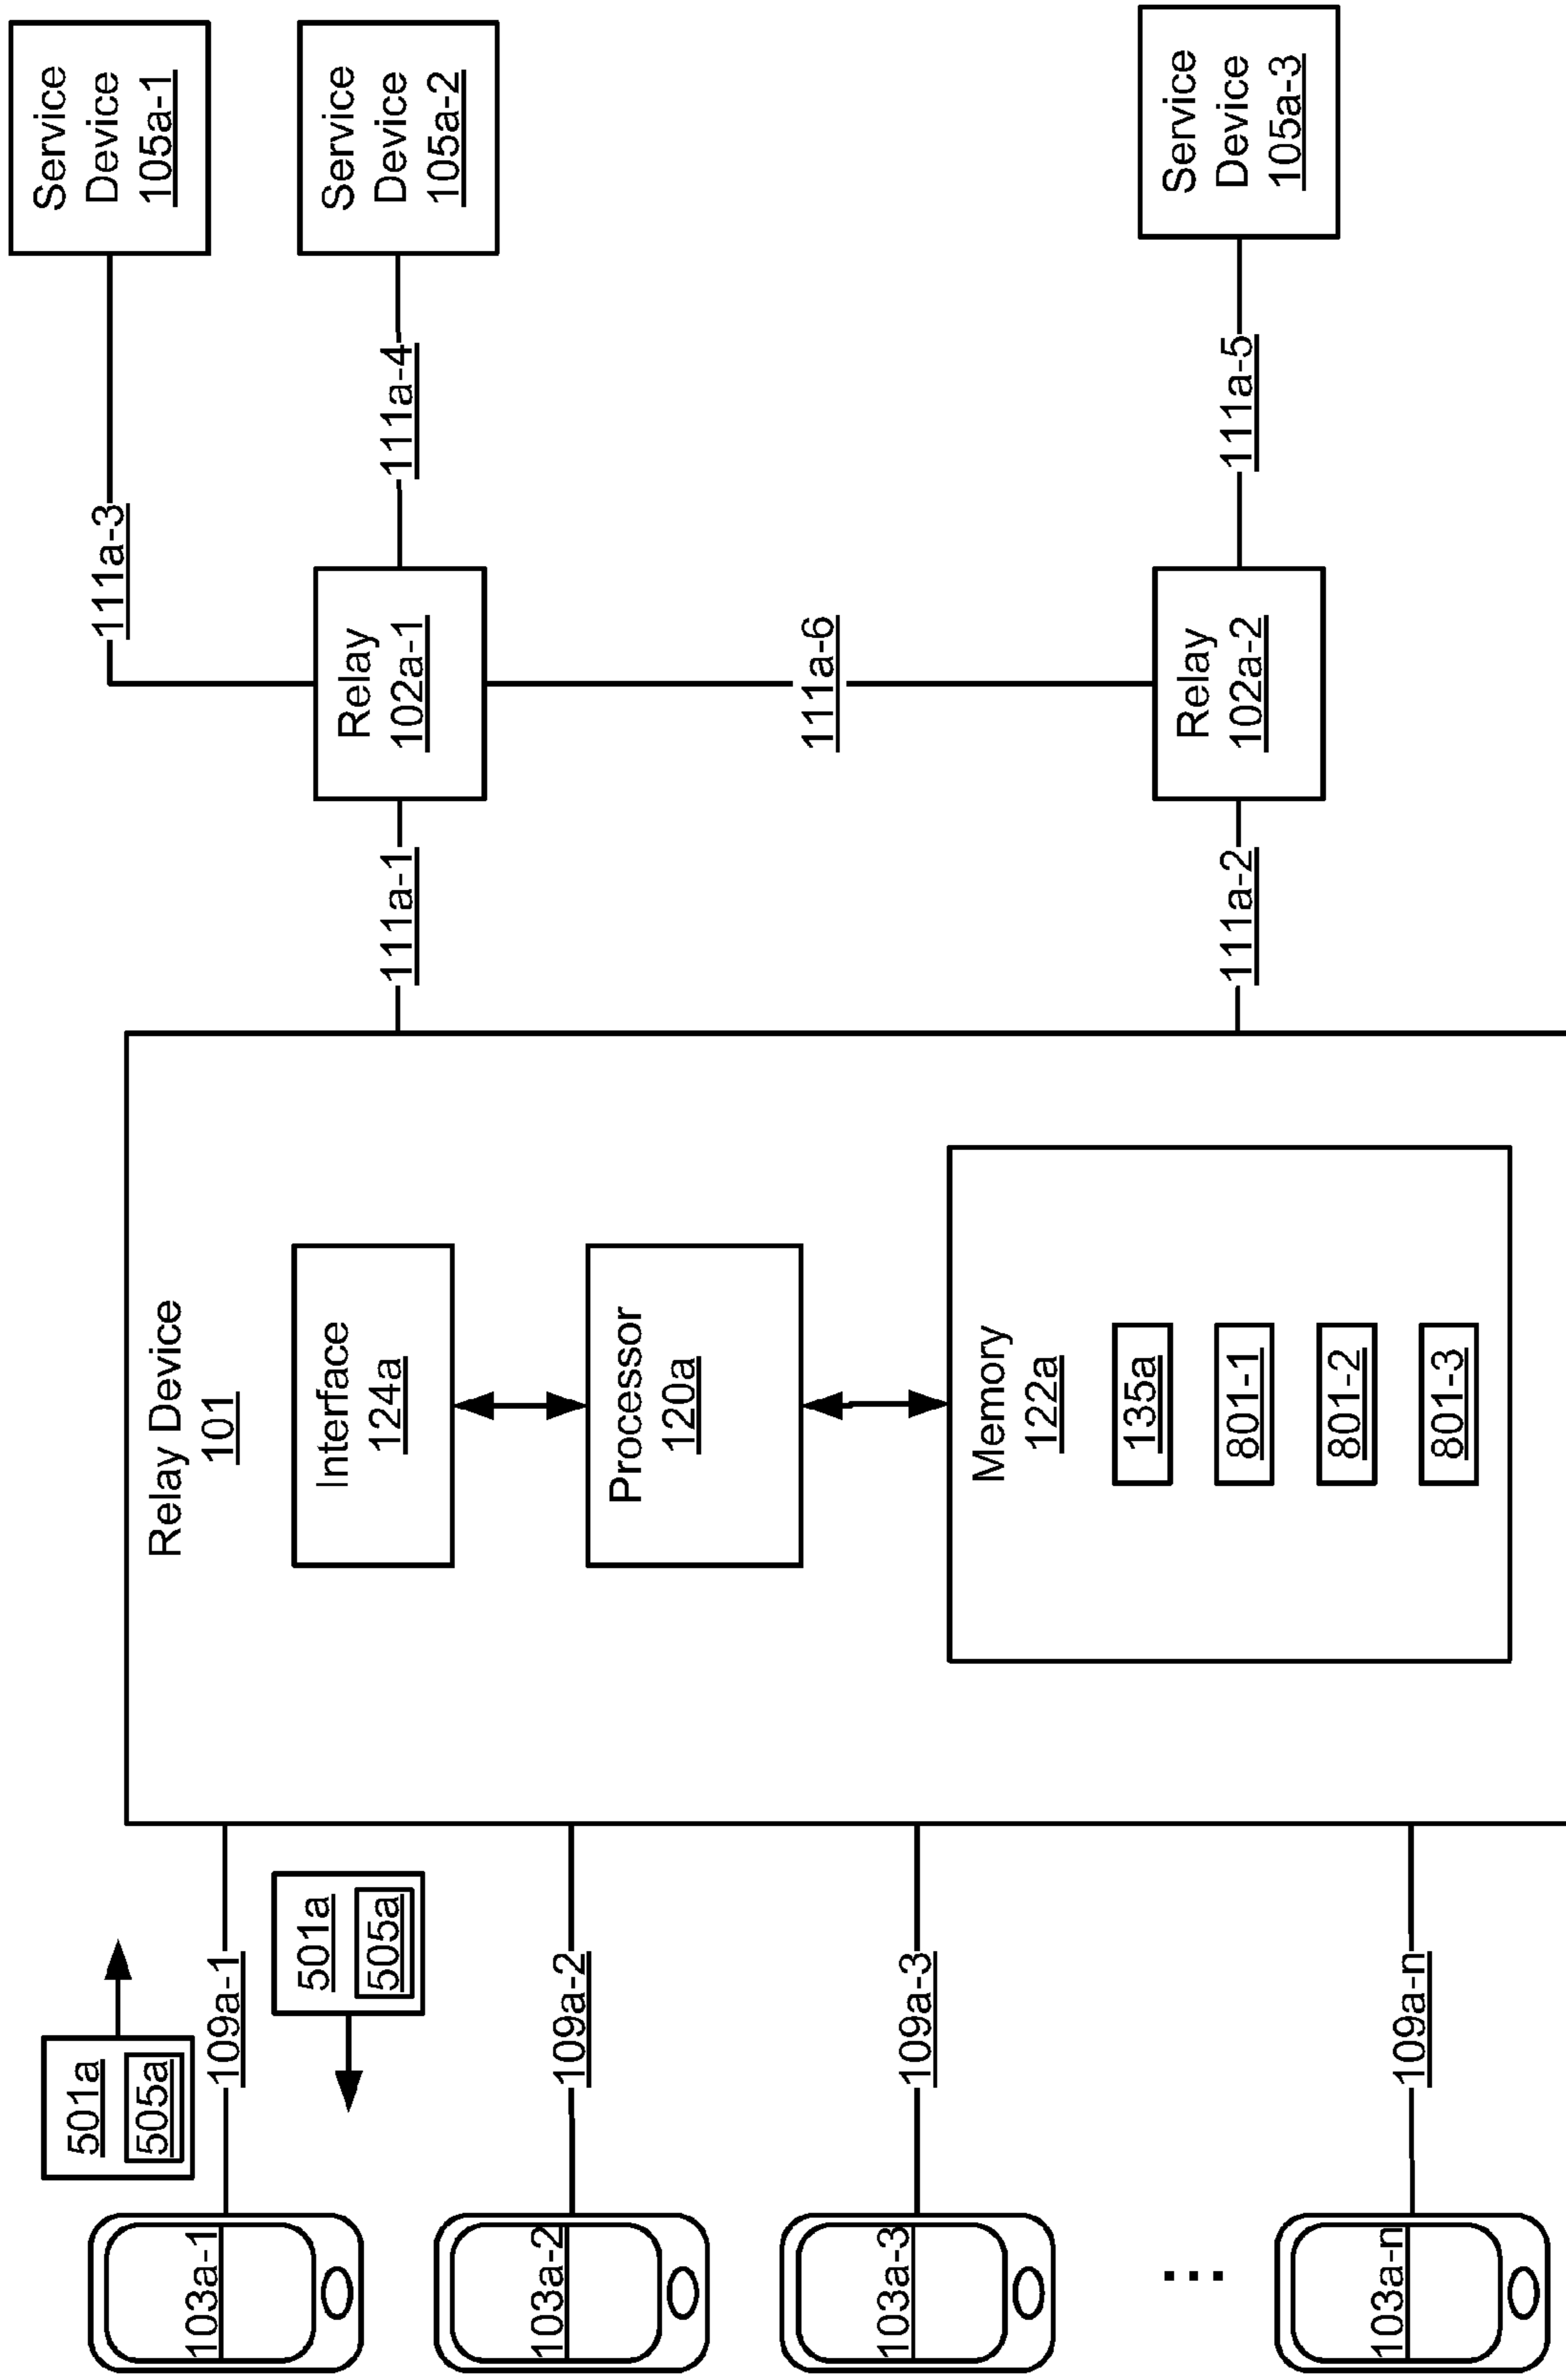 501a
505a
103a-1
109a-1
501a
505a
103a-2
109a-2
103a-3
109a-3
...
103a-n
109a-n
Relay Device
101
Interface
124a
Processor
120a
Memory
122a
135a
801-1
801-2
801-3
111a-1
111a-2
Relay
102a-1
111a-6
Relay
102a-2
111a-3
111a-4
111a-5
Service
Device
105a-1
Service
Device
105a-2
Service
Device
105a-3